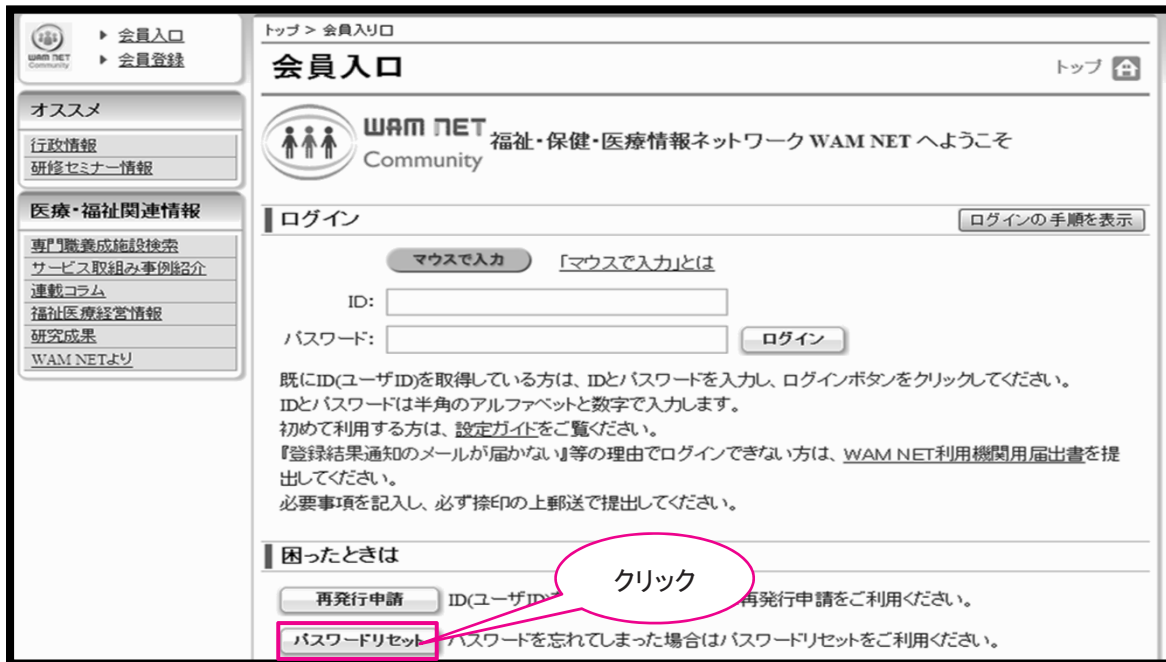 会員入口
会員登録
WAM NET
Community
オススメ
行政情報
研修セミナー情報
医療・福祉関連情報
専門職養成施設検索
サービス取組み事例紹介
連載コラム
福祉医療経営情報
研究成果
WAM NETより
トップ > 会員入り口
会員入口
トップ
WAM NET
Community
福祉・保健・医療情報ネットワーク WAM NET へようこそ
ログイン
ログインの手順を表示
マウスで入力 「マウスで入力」とは
ID:
パスワード: ログイン
既にID(ユーザID)を取得している方は、IDとパスワードを入力し、ログインボタンをクリックしてください。
IDとパスワードは半角のアルファベットと数字で入力します。
初めて利用する方は、設定ガイドをご覧ください。
『登録結果通知のメールが届かない』等の理由でログインできない方は、WAM NET利用機関用届出書を提
出してください。
必要事項を記入し、必ず捺印の上郵送で提出してください。
困ったときは
クリック
再発行申請 ID(ユーザID) 再発行申請をご利用ください。
パスワードリセット パスワードを忘れてしまった場合はパスワードリセットをご利用ください。